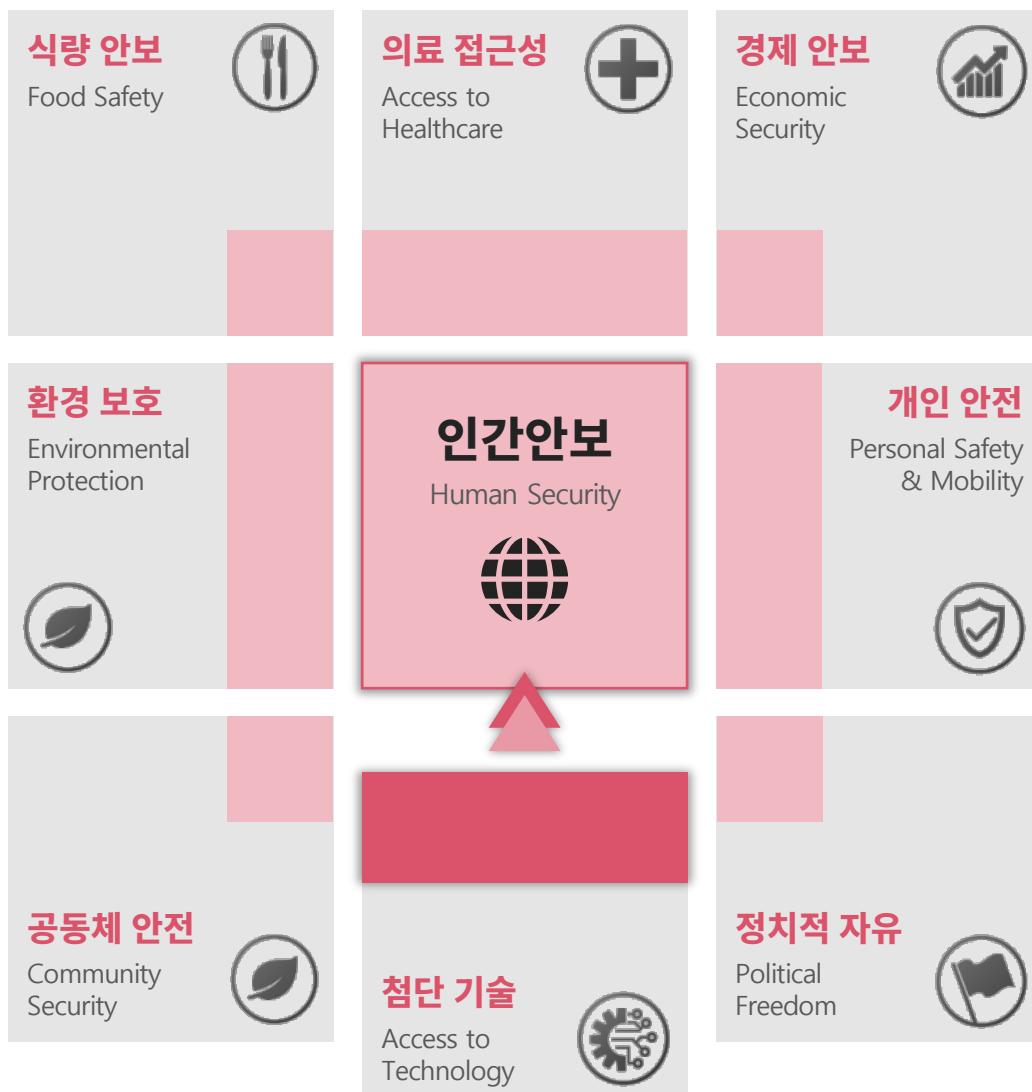 식량 안보
Food Safety
의료 접근성
Access to
Healthcare
경제 안보
Economic
Security
환경 보호
Environmental
Protection
인간안보
Human Security
개인 안전
Personal Safety
& Mobility
공동체 안전
Community
Security
첨단 기술
Access to
Technology
정치적 자유
Political
Freedom